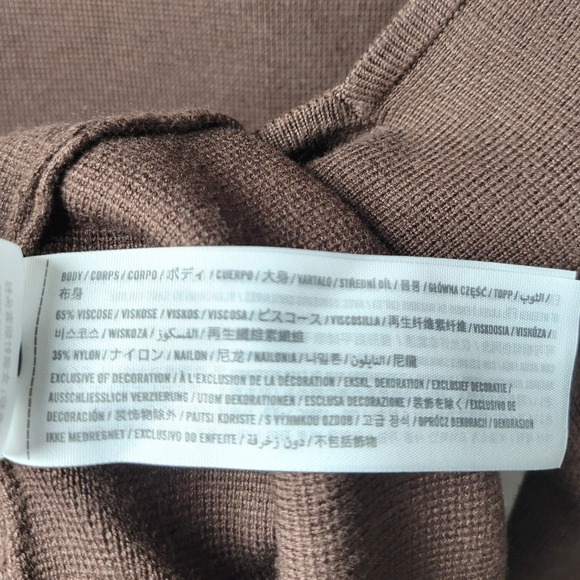 BODY / CORPS / CORPO / ボディ / CUERPO / 大身 / VARTALO / STŘEDNÍ DÍL / 몸통 / GŁÓWNA CZĘŚĆ / TOPP / الثوب /
布身
65% VISCOSE / VISKOSE / VISKOS / VISCOSA / ビスコース / VISCOSILLA / 再生纤维素纤维 / VISKOOSIA / VISKÓZA /
비스코스 / WISKOZA / الفسكوز / 再生纖維素纖維
35% NYLON / ナイロン / NAILON / 尼龙 / NAILONIA / 나일론 / النايلون / 尼龍
EXCLUSIVE OF DECORATION / À L'EXCLUSION DE LA DÉCORATION / EKSKL. DEKORATION / EXCLUSIEF DECORATIE /
AUSSCHLIESSLICH VERZIERUNG / UTOM DEKORATIONEN / ESCLUSA DECORAZIONE / 装飾を除く / EXCLUSIVO DE
DECORACIÓN / 装饰物除外 / PAITSI KORISTE / S VÝJIMKOU OZDOB / 고급 장식 / OPRÓCZ DEKORACJI / DEKORASJON
IKKE MEDREGNET / EXCLUSIVO DO ENFEITE / دون زخرفة / 不包括飾物